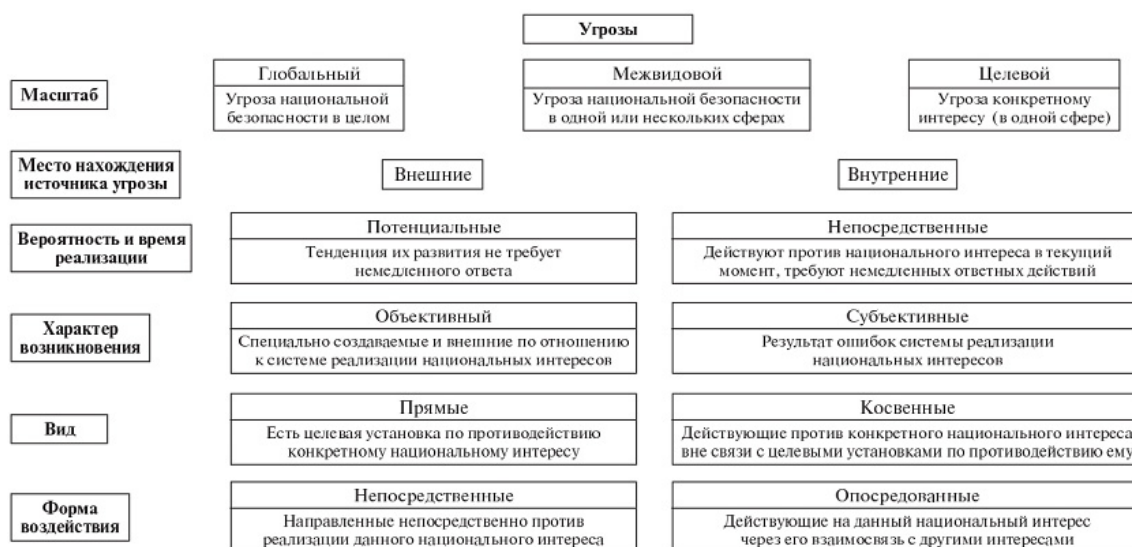 Угрозы
Масштаб
Глобальный
Угроза национальной
безопасности в целом
Межвидовой
Угроза национальной безопасности
в одной или нескольких сферах
Целевой
Угроза конкретному
интересу (в одной сфере)
Место нахождения
источника угрозы
Внешние
Внутренние
Вероятность и время
реализации
Потенциальные
Тенденция их развития не требует
немедленного ответа
Непосредственные
Действуют против национального интереса в текущий
момент, требуют немедленных ответных действий
Характер
возникновения
Объективный
Специально создаваемые и внешние по отношению
к системе реализации национальных интересов
Субъективные
Результат ошибок системы реализации
национальных интересов
Вид
Прямые
Есть целевая установка по противодействию
конкретному национальному интересу
Косвенные
Действующие против конкретного национального интереса
вне связи с целевыми установками по противодействию ему
Форма
воздействия
Непосредственные
Направленные непосредственно против
реализации данного национального интереса
Опосредованные
Действующие на данный национальный интерес
через его взаимосвязь с другими интересами